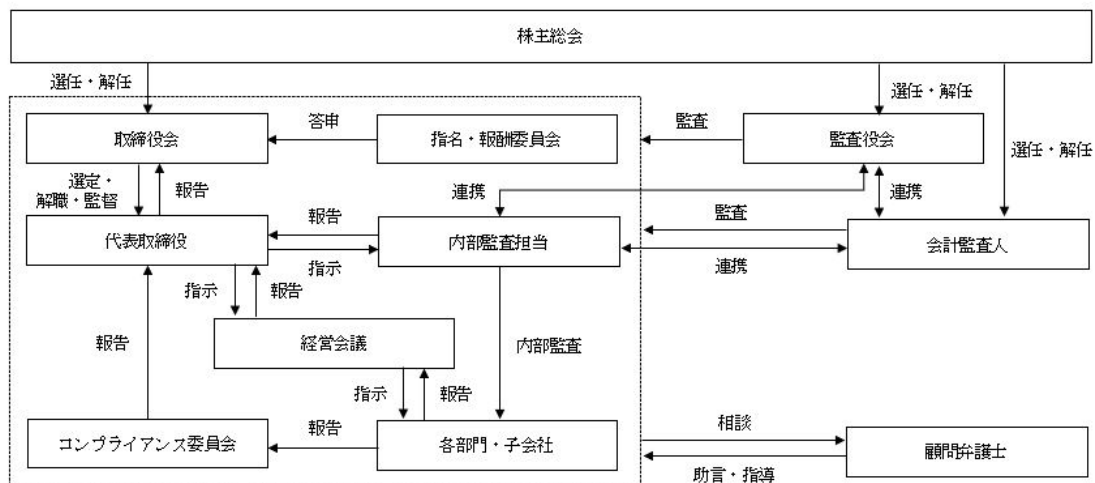 株主総会
選任・解任
選任・解任
選任・解任
取締役会
答申
指名・報酬委員会
監査
監査役会
選定・
解職・監督
報告
連携
連携
代表取締役
報告
指示
内部監査担当
監査
連携
会計監査人
指示
報告
経営会議
報告
内部監査
指示
報告
コンプライアンス委員会
報告
各部門・子会社
相談
助言・指導
顧問弁護士